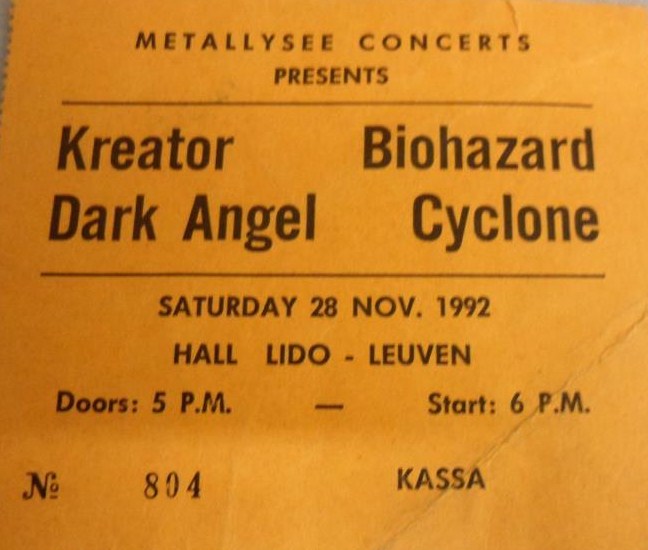 METALLYSEE CONCERTS
PRESENTS
Kreator Biohazard
Dark Angel Cyclone
SATURDAY 28 NOV. 1992
HALL LIDO - LEUVEN
Doors: 5 P.M. — Start: 6 P.M.
№ 804 KASSA